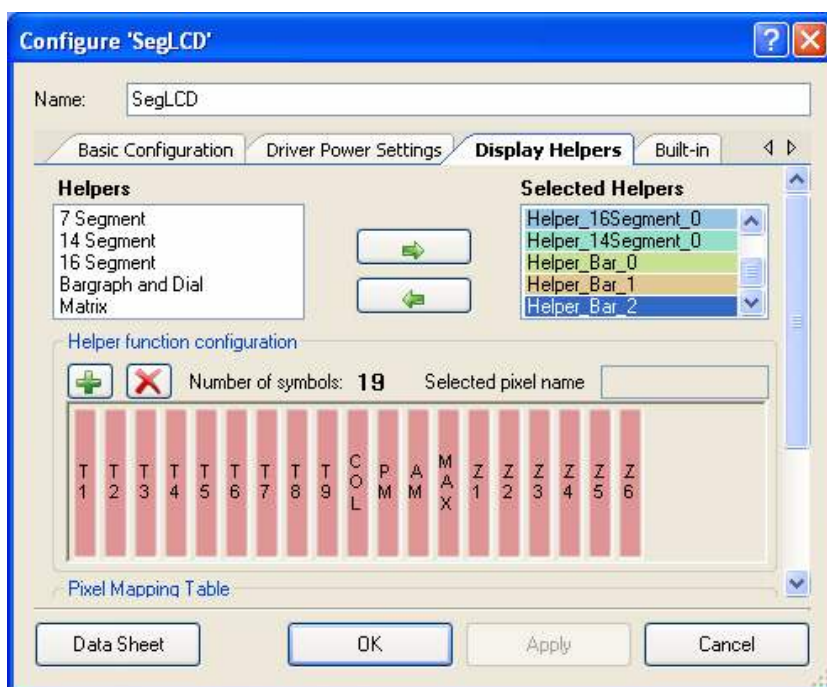 Configure 'SegLCD'
Name: SegLCD
Basic Configuration Driver Power Settings Display Helpers Built-in
Helpers Selected Helpers
7 Segment
14 Segment
16 Segment
Bargraph and Dial
Matrix
Helper_16Segment_0
Helper_14Segment_0
Helper_Bar_0
Helper_Bar_1
Helper_Bar_2
Helper function configuration
Number of symbols: 19 Selected pixel name
T1 T2 T3 T4 T5 T6 T7 T8 T9 COL PM AM MAX Z1 Z2 Z3 Z4 Z5 Z6
Pixel Mapping Table
Data Sheet OK Apply Cancel